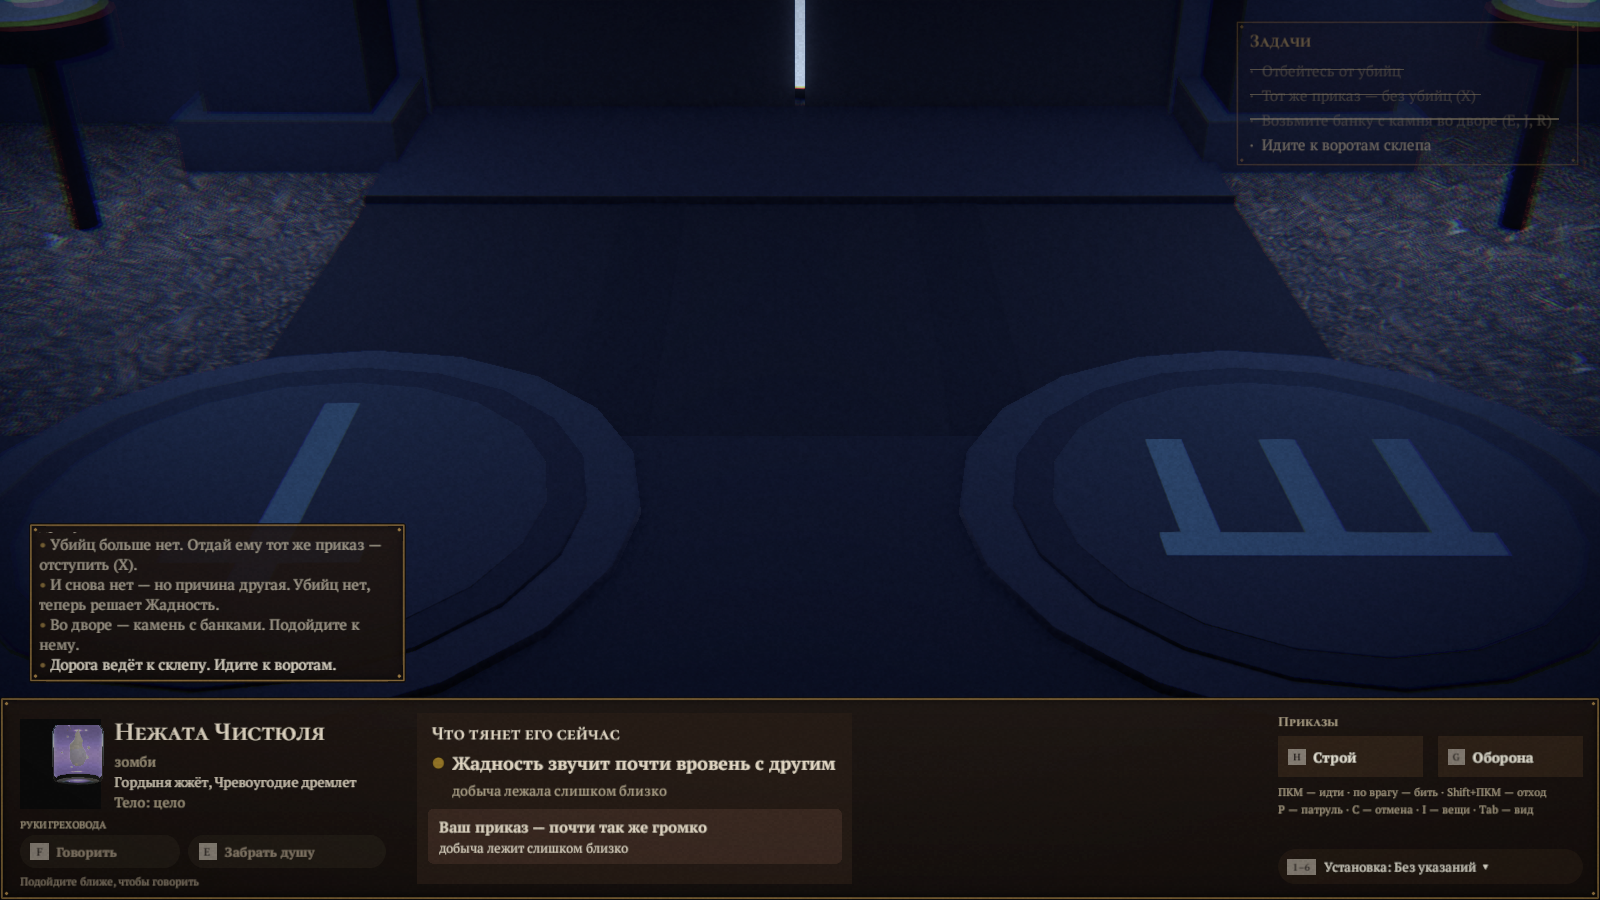 Задачи
· Отбейтесь от убийц
· Тот же приказ — без убийц (X)
· Возьмите банку с камня во дворе (E, J, R)
· Идите к воротам склепа
I
Ш
• Убийц больше нет. Отдай ему тот же приказ —
отступить (X).
• И снова нет — но причина другая. Убийц нет,
теперь решает Жадность.
• Во дворе — камень с банками. Подойдите к
нему.
• Дорога ведёт к склепу. Идите к воротам.
Нежата Чистюля
зомби
Гордыня жжёт, Чревоугодие дремлет
Тело: цело
РУКИ ГРЕХОВОДА
F Говорить
E Забрать душу
Подойдите ближе, чтобы говорить
Что тянет его сейчас
Жадность звучит почти вровень с другим
добыча лежала слишком близко
Ваш приказ — почти так же громко
добыча лежит слишком близко
Приказы
H Строй
G Оборона
ПКМ — идти · по врагу — бить · Shift+ПКМ — отход
P — патруль · C — отмена · I — вещи · Tab — вид
1–6 Установка: Без указаний ▾